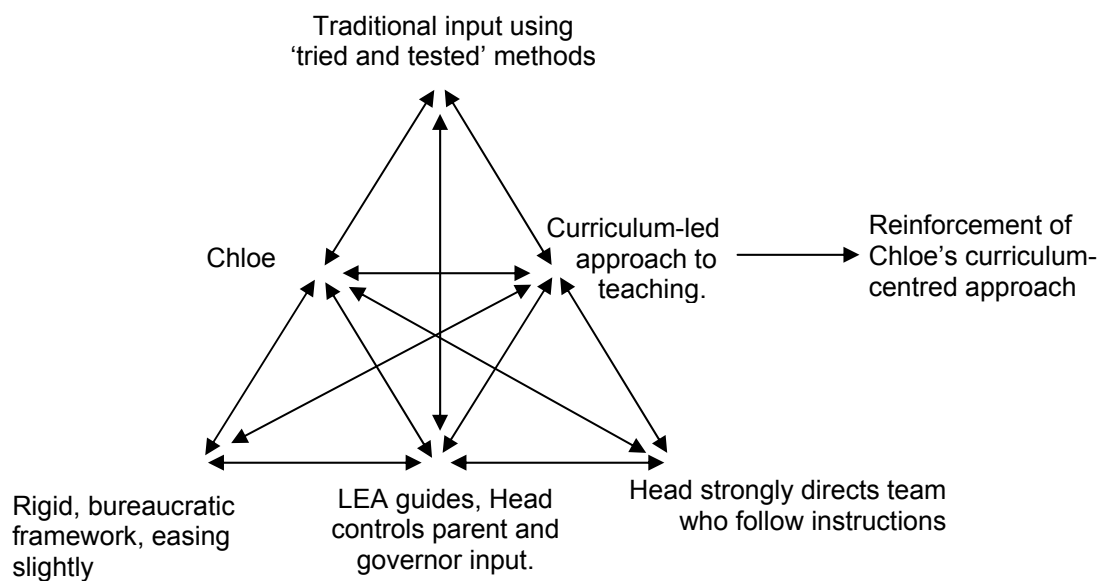 Traditional input using
‘tried and tested’ methods
Chloe
Curriculum-led
approach to
teaching.
Reinforcement of
Chloe’s curriculum-
centred approach
Rigid, bureaucratic
framework, easing
slightly
LEA guides, Head
controls parent and
governor input.
Head strongly directs team
who follow instructions